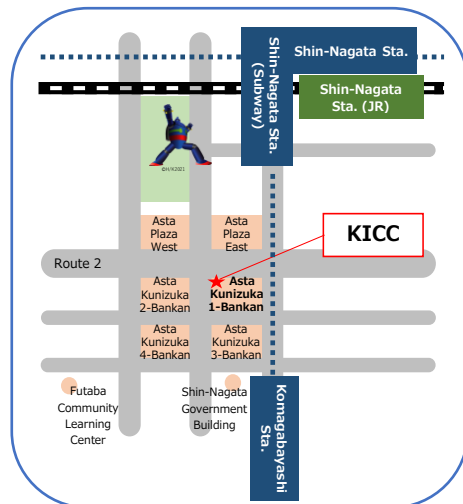 Shin-Nagata Sta.
Shin-Nagata Sta.
(Subway)
Shin-Nagata
Sta. (JR)
©H/K2021
Asta
Plaza
West
Asta
Plaza
East
KICC
Route 2
Asta
Kunizuka
2-Bankan
Asta
Kunizuka
1-Bankan
Asta
Kunizuka
4-Bankan
Asta
Kunizuka
3-Bankan
Futaba
Community
Learning
Center
Shin-Nagata
Government
Building
Komagabayashi
Sta.